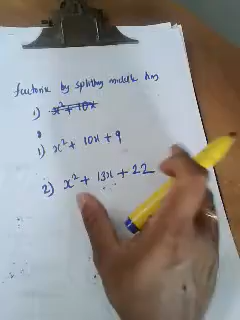 factorise by splitting middle term
1) x² + 10x
1) x² + 10x + 9
2) x² + 13x + 22